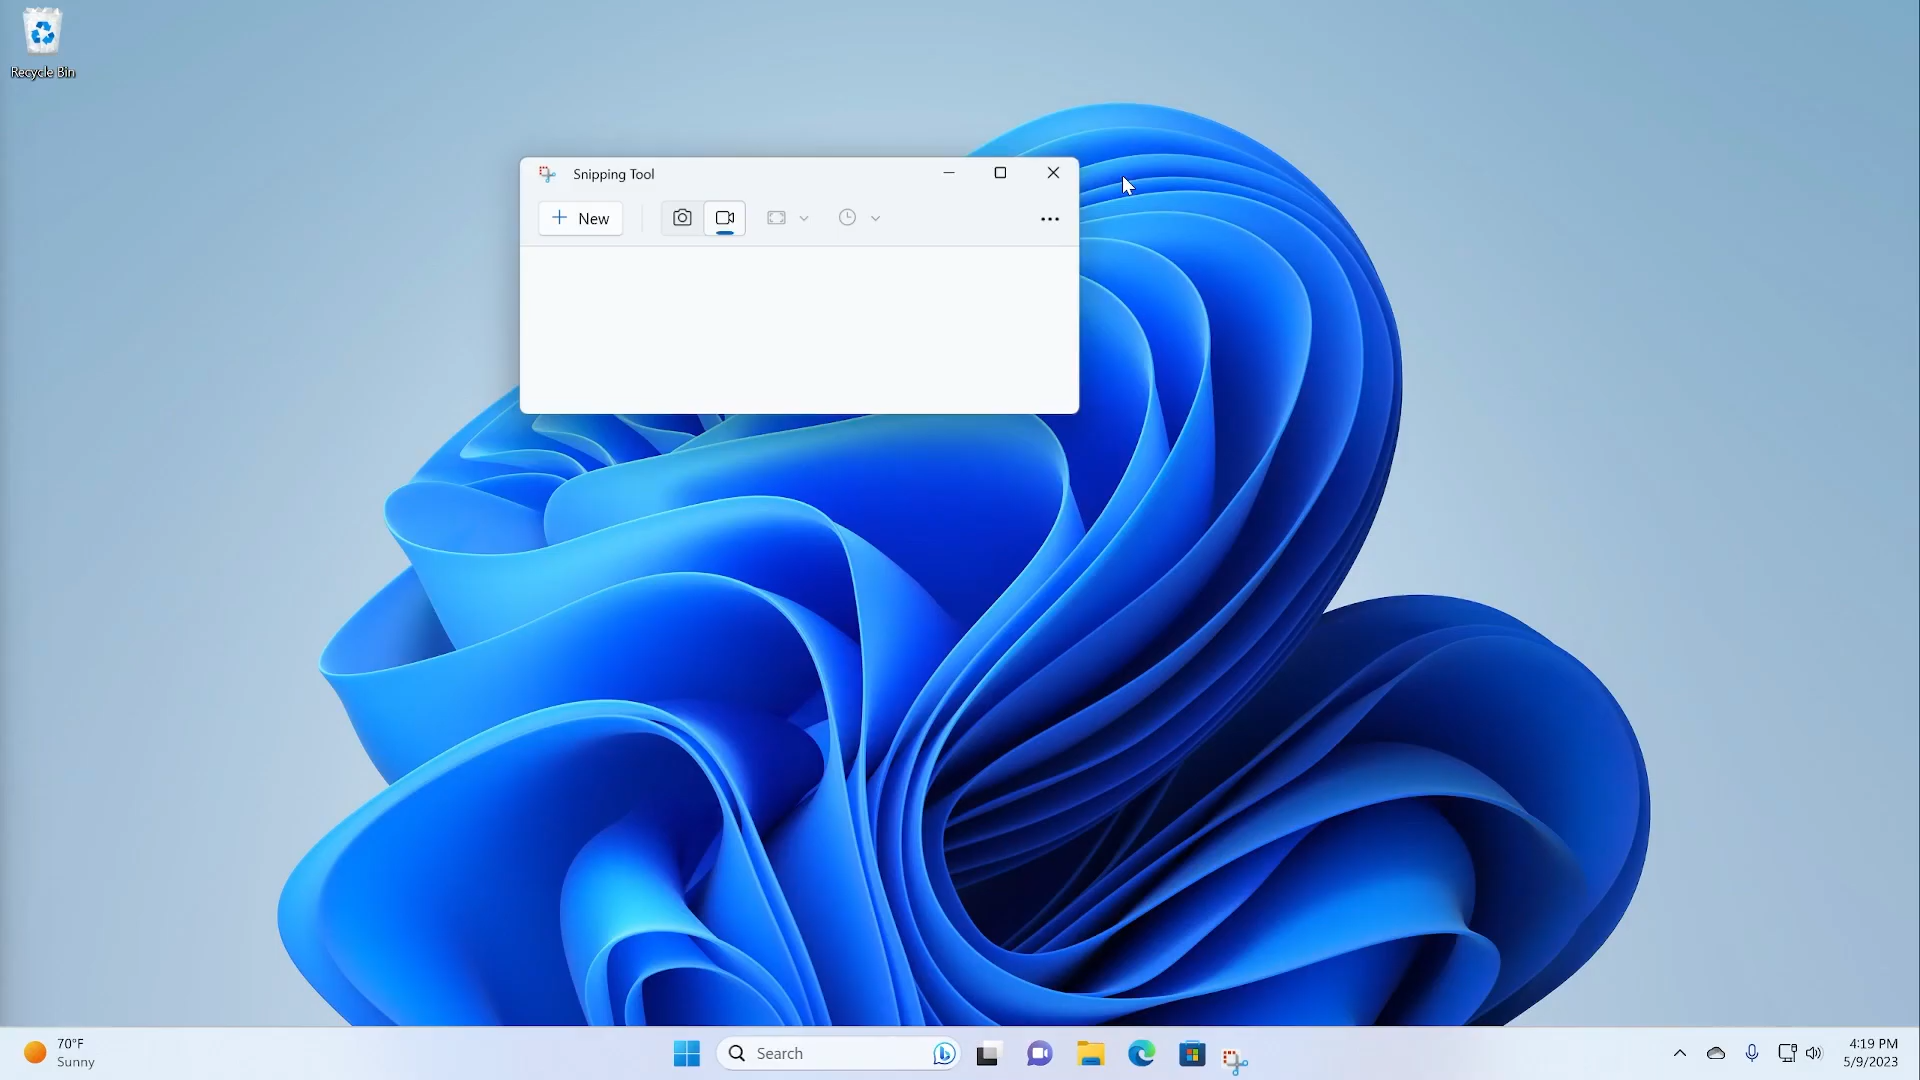 Recycle Bin
Snipping Tool
New
70°F
Sunny
Search
4:19 PM
5/9/2023